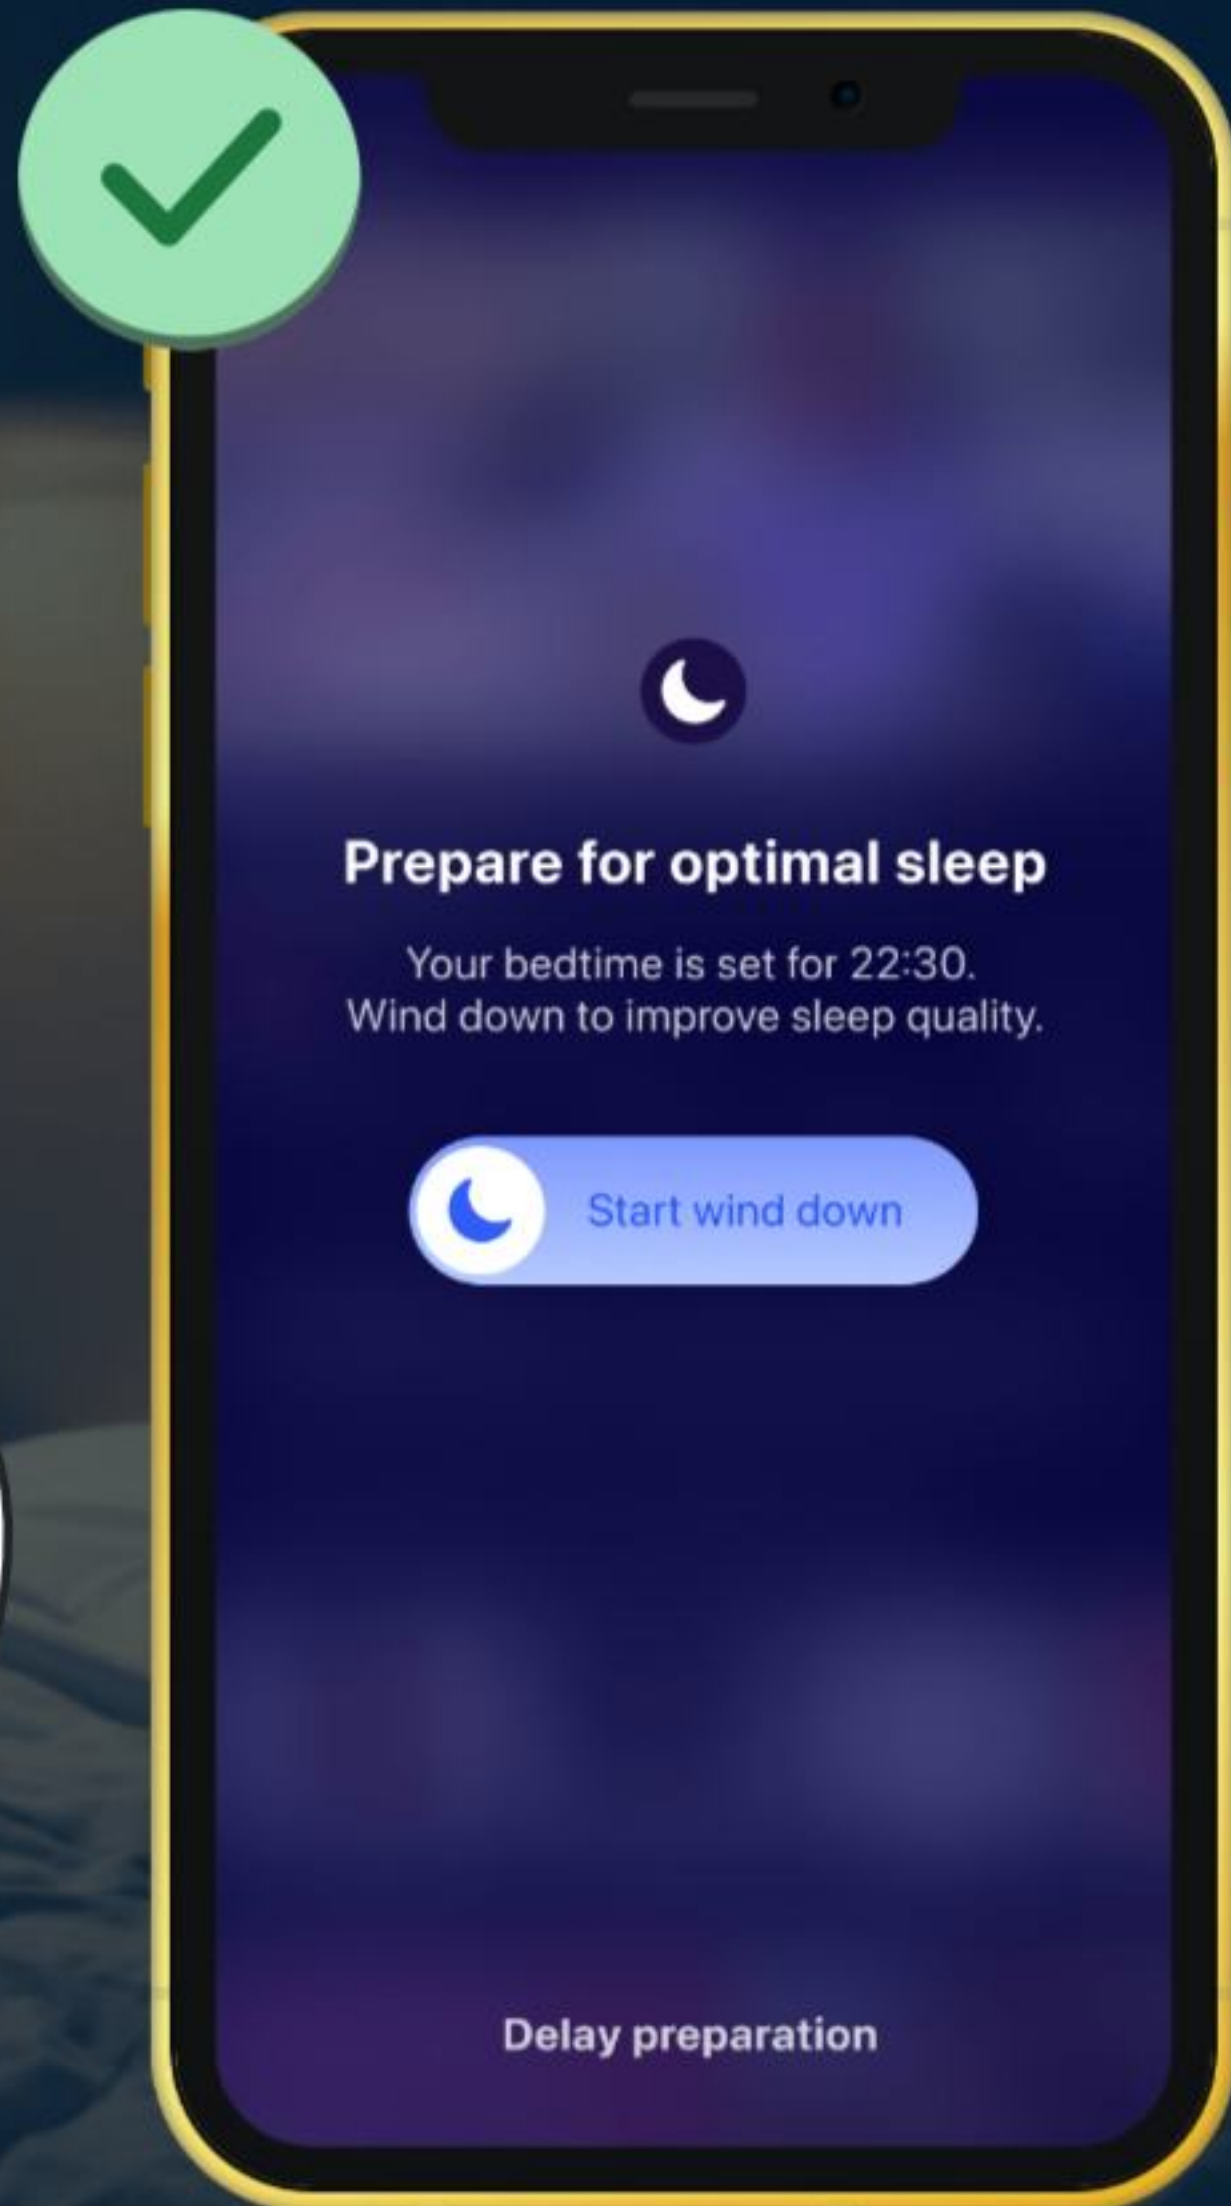 Prepare for optimal sleep
Your bedtime is set for 22:30.
Wind down to improve sleep quality.
Start wind down
Delay preparation